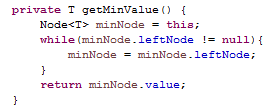 private T getMinValue() {
Node<T> minNode = this;
while(minNode.leftNode != null){
minNode = minNode.leftNode;
}
return minNode.value;
}